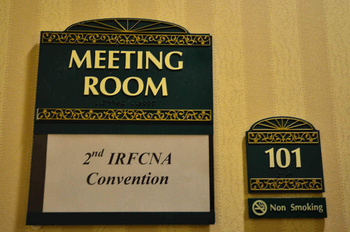 MEETING
ROOM
2nd IRFCNA
Convention
101
Non Smoking